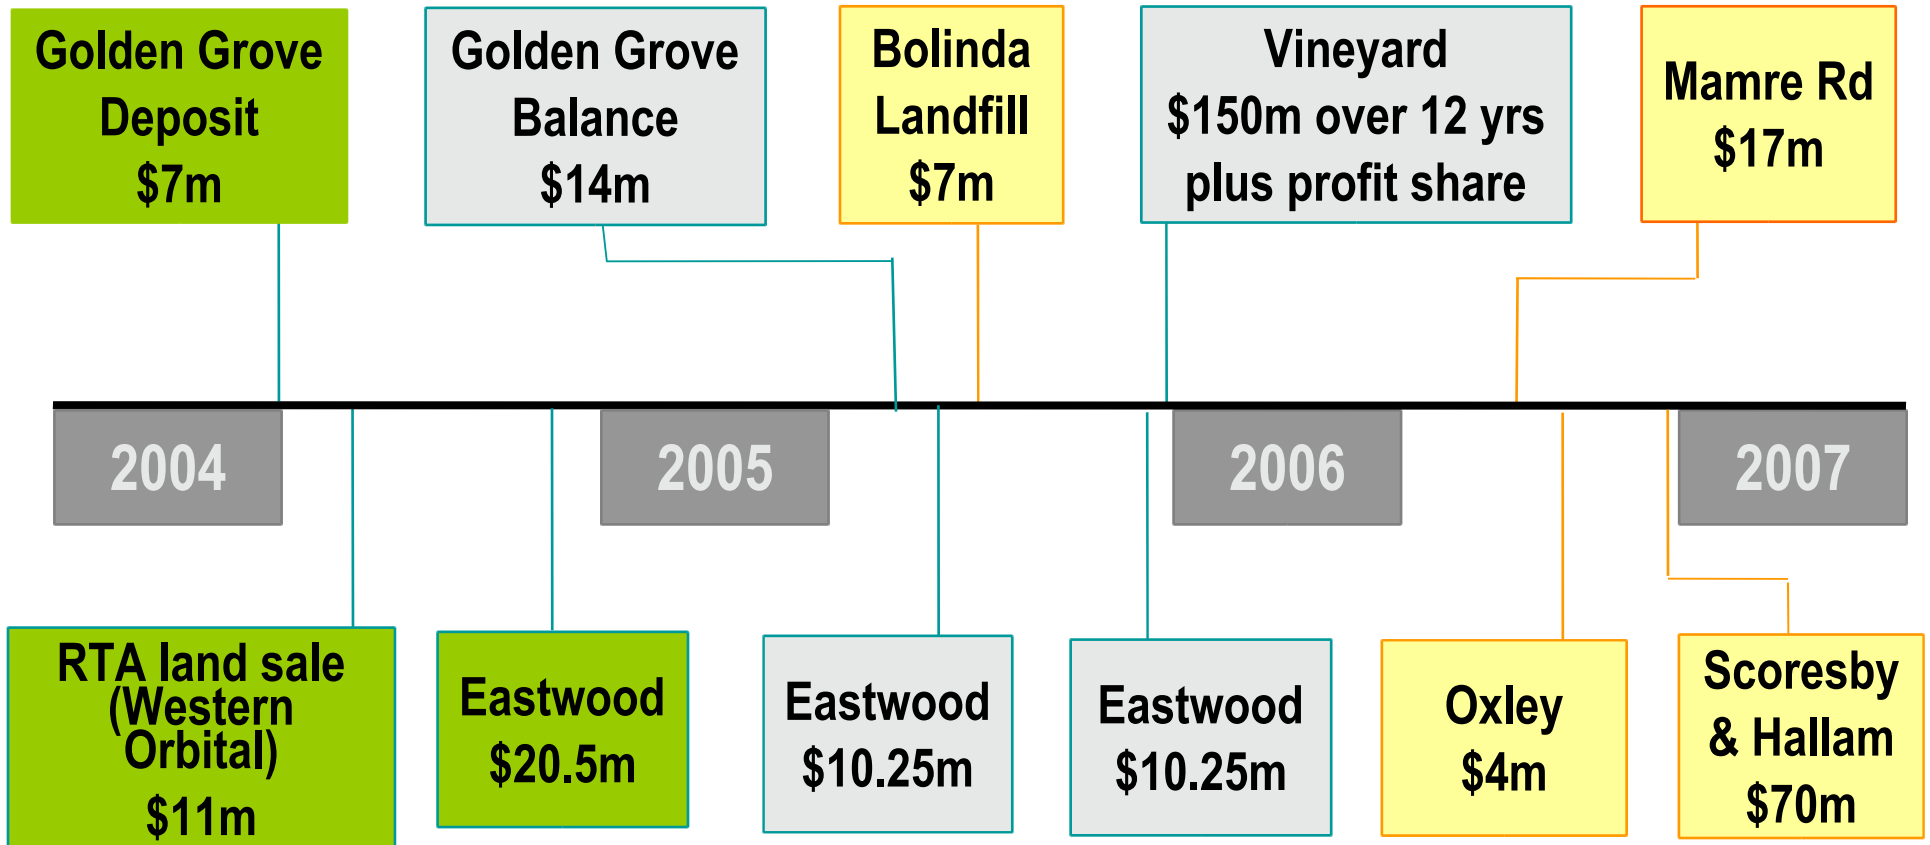 Golden Grove
Deposit
$7m
Golden Grove
Balance
$14m
Bolinda
Landfill
$7m
Vineyard
$150m over 12 yrs
plus profit share
Mamre Rd
$17m
2004
2005
2006
2007
RTA land sale
(Western
Orbital)
$11m
Eastwood
$20.5m
Eastwood
$10.25m
Eastwood
$10.25m
Oxley
$4m
Scoresby
& Hallam
$70m